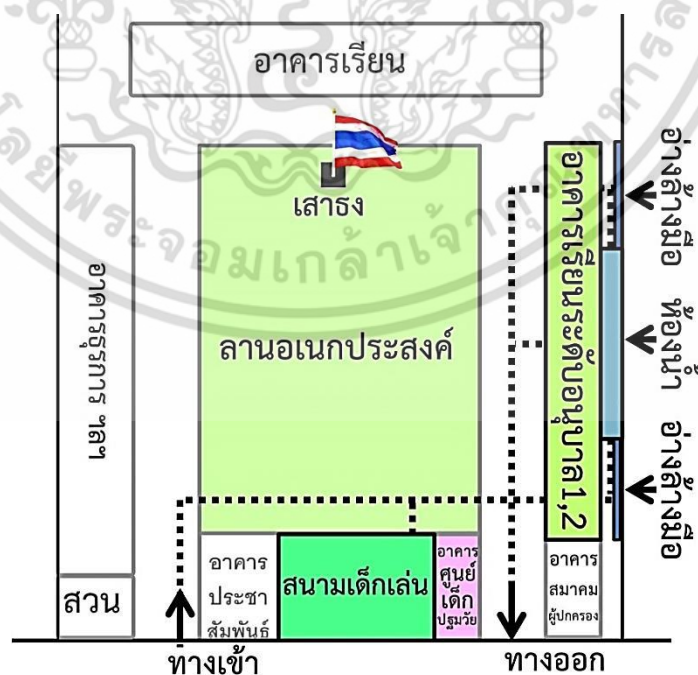 อาคารเรียน
เสาธง
ลานอเนกประสงค์
อาคารธุรการ ฯลฯ
อาคารเรียนระดับอนุบาล1,2
อ่างล้างมือ
ห้องน้ำ
อ่างล้างมือ
สวน
อาคาร
ประชา
สัมพันธ์
สนามเด็กเล่น
อาคาร
ศูนย์
เด็ก
ปฐมวัย
อาคาร
สมาคม
ผู้ปกครอง
ทางเข้า
ทางออก